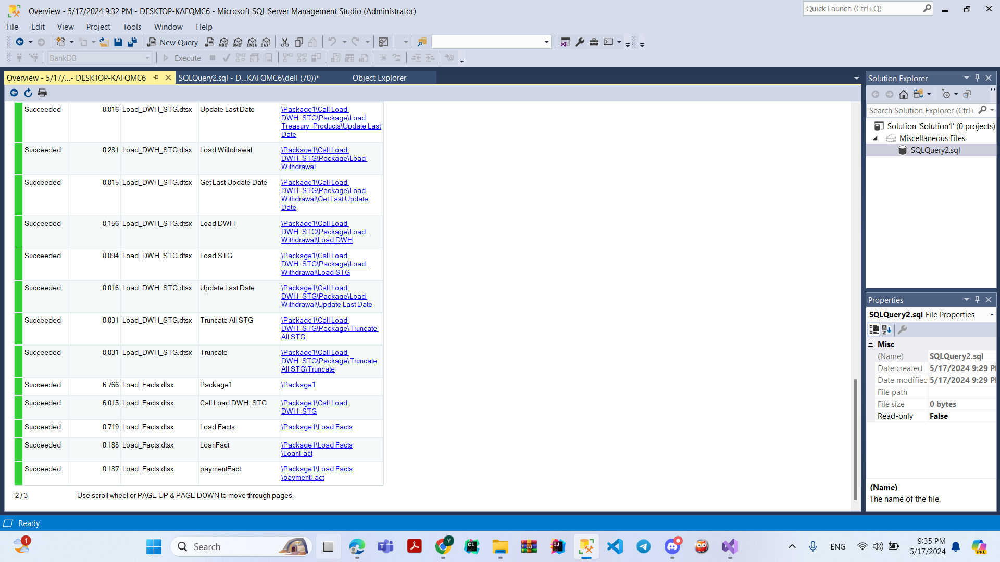 Overview - 5/17/2024 9:32 PM - DESKTOP-KAFQMC6 - Microsoft SQL Server Management Studio (Administrator)
Quick Launch (Ctrl+Q)
File Edit View Project Tools Window Help
New Query MDX DMX XMLA DAX
BankDB Execute
Overview - 5/17/...- DESKTOP-KAFQMC6 SQLQuery2.sql - D...KAFQMC6\dell (70))* Object Explorer
Succeeded 0.016 Load_DWH_STG.dtsx Update Last Date \Package1\Call Load
DWH_STG\Package\Load
Treasury_Products\Update Last
Date
Succeeded 0.281 Load_DWH_STG.dtsx Load Withdrawal \Package1\Call Load
DWH_STG\Package\Load
Withdrawal
Succeeded 0.015 Load_DWH_STG.dtsx Get Last Update Date \Package1\Call Load
DWH_STG\Package\Load
Withdrawal\Get Last Update
Date
Succeeded 0.156 Load_DWH_STG.dtsx Load DWH \Package1\Call Load
DWH_STG\Package\Load
Withdrawal\Load DWH
Succeeded 0.094 Load_DWH_STG.dtsx Load STG \Package1\Call Load
DWH_STG\Package\Load
Withdrawal\Load STG
Succeeded 0.016 Load_DWH_STG.dtsx Update Last Date \Package1\Call Load
DWH_STG\Package\Load
Withdrawal\Update Last Date
Succeeded 0.031 Load_DWH_STG.dtsx Truncate All STG \Package1\Call Load
DWH_STG\Package\Truncate
All STG
Succeeded 0.031 Load_DWH_STG.dtsx Truncate \Package1\Call Load
DWH_STG\Package\Truncate
All STG\Truncate
Succeeded 6.766 Load_Facts.dtsx Package1 \Package1
Succeeded 6.015 Load_Facts.dtsx Call Load DWH_STG \Package1\Call Load
DWH_STG
Succeeded 0.719 Load_Facts.dtsx Load Facts \Package1\Load Facts
Succeeded 0.188 Load_Facts.dtsx LoanFact \Package1\Load Facts
\LoanFact
Succeeded 0.187 Load_Facts.dtsx paymentFact \Package1\Load Facts
\paymentFact
2 / 3 Use scroll wheel or PAGE UP & PAGE DOWN to move through pages.
Solution Explorer
Search Solution Explorer (Ctrl+
Solution 'Solution1' (0 projects)
Miscellaneous Files
SQLQuery2.sql
Properties
SQLQuery2.sql File Properties
Misc
(Name) SQLQuery2.sql
Date created 5/17/2024 9:29 P
Date modified 5/17/2024 9:29 P
File path
File size 0 bytes
Read-only False
(Name)
The name of the file.
Ready
1
Search
Y
CL
IJ
ENG
9:35 PM
5/17/2024
PRE